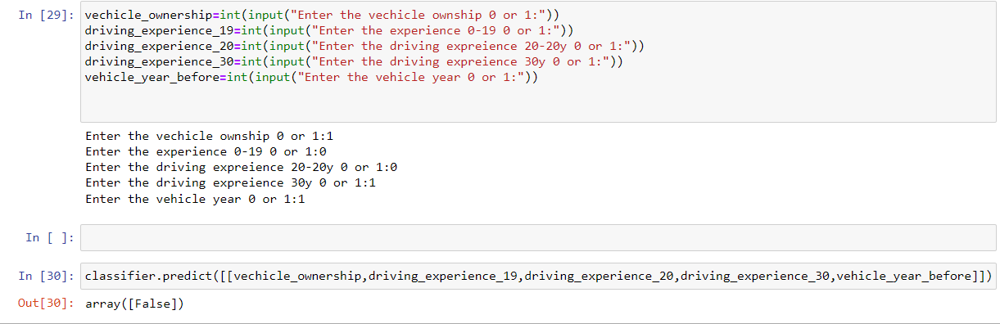 In [29]: vechicle_ownership=int(input("Enter the vechicle ownship 0 or 1:"))
driving_experience_19=int(input("Enter the experience 0-19 0 or 1:"))
driving_experience_20=int(input("Enter the driving expreience 20-20y 0 or 1:"))
driving_experience_30=int(input("Enter the driving expreience 30y 0 or 1:"))
vehicle_year_before=int(input("Enter the vehicle year 0 or 1:"))
Enter the vechicle ownship 0 or 1:1
Enter the experience 0-19 0 or 1:0
Enter the driving expreience 20-20y 0 or 1:0
Enter the driving expreience 30y 0 or 1:1
Enter the vehicle year 0 or 1:1
In [ ]:
In [30]: classifier.predict([[vechicle_ownership,driving_experience_19,driving_experience_20,driving_experience_30,vehicle_year_before]])
Out[30]: array([False])